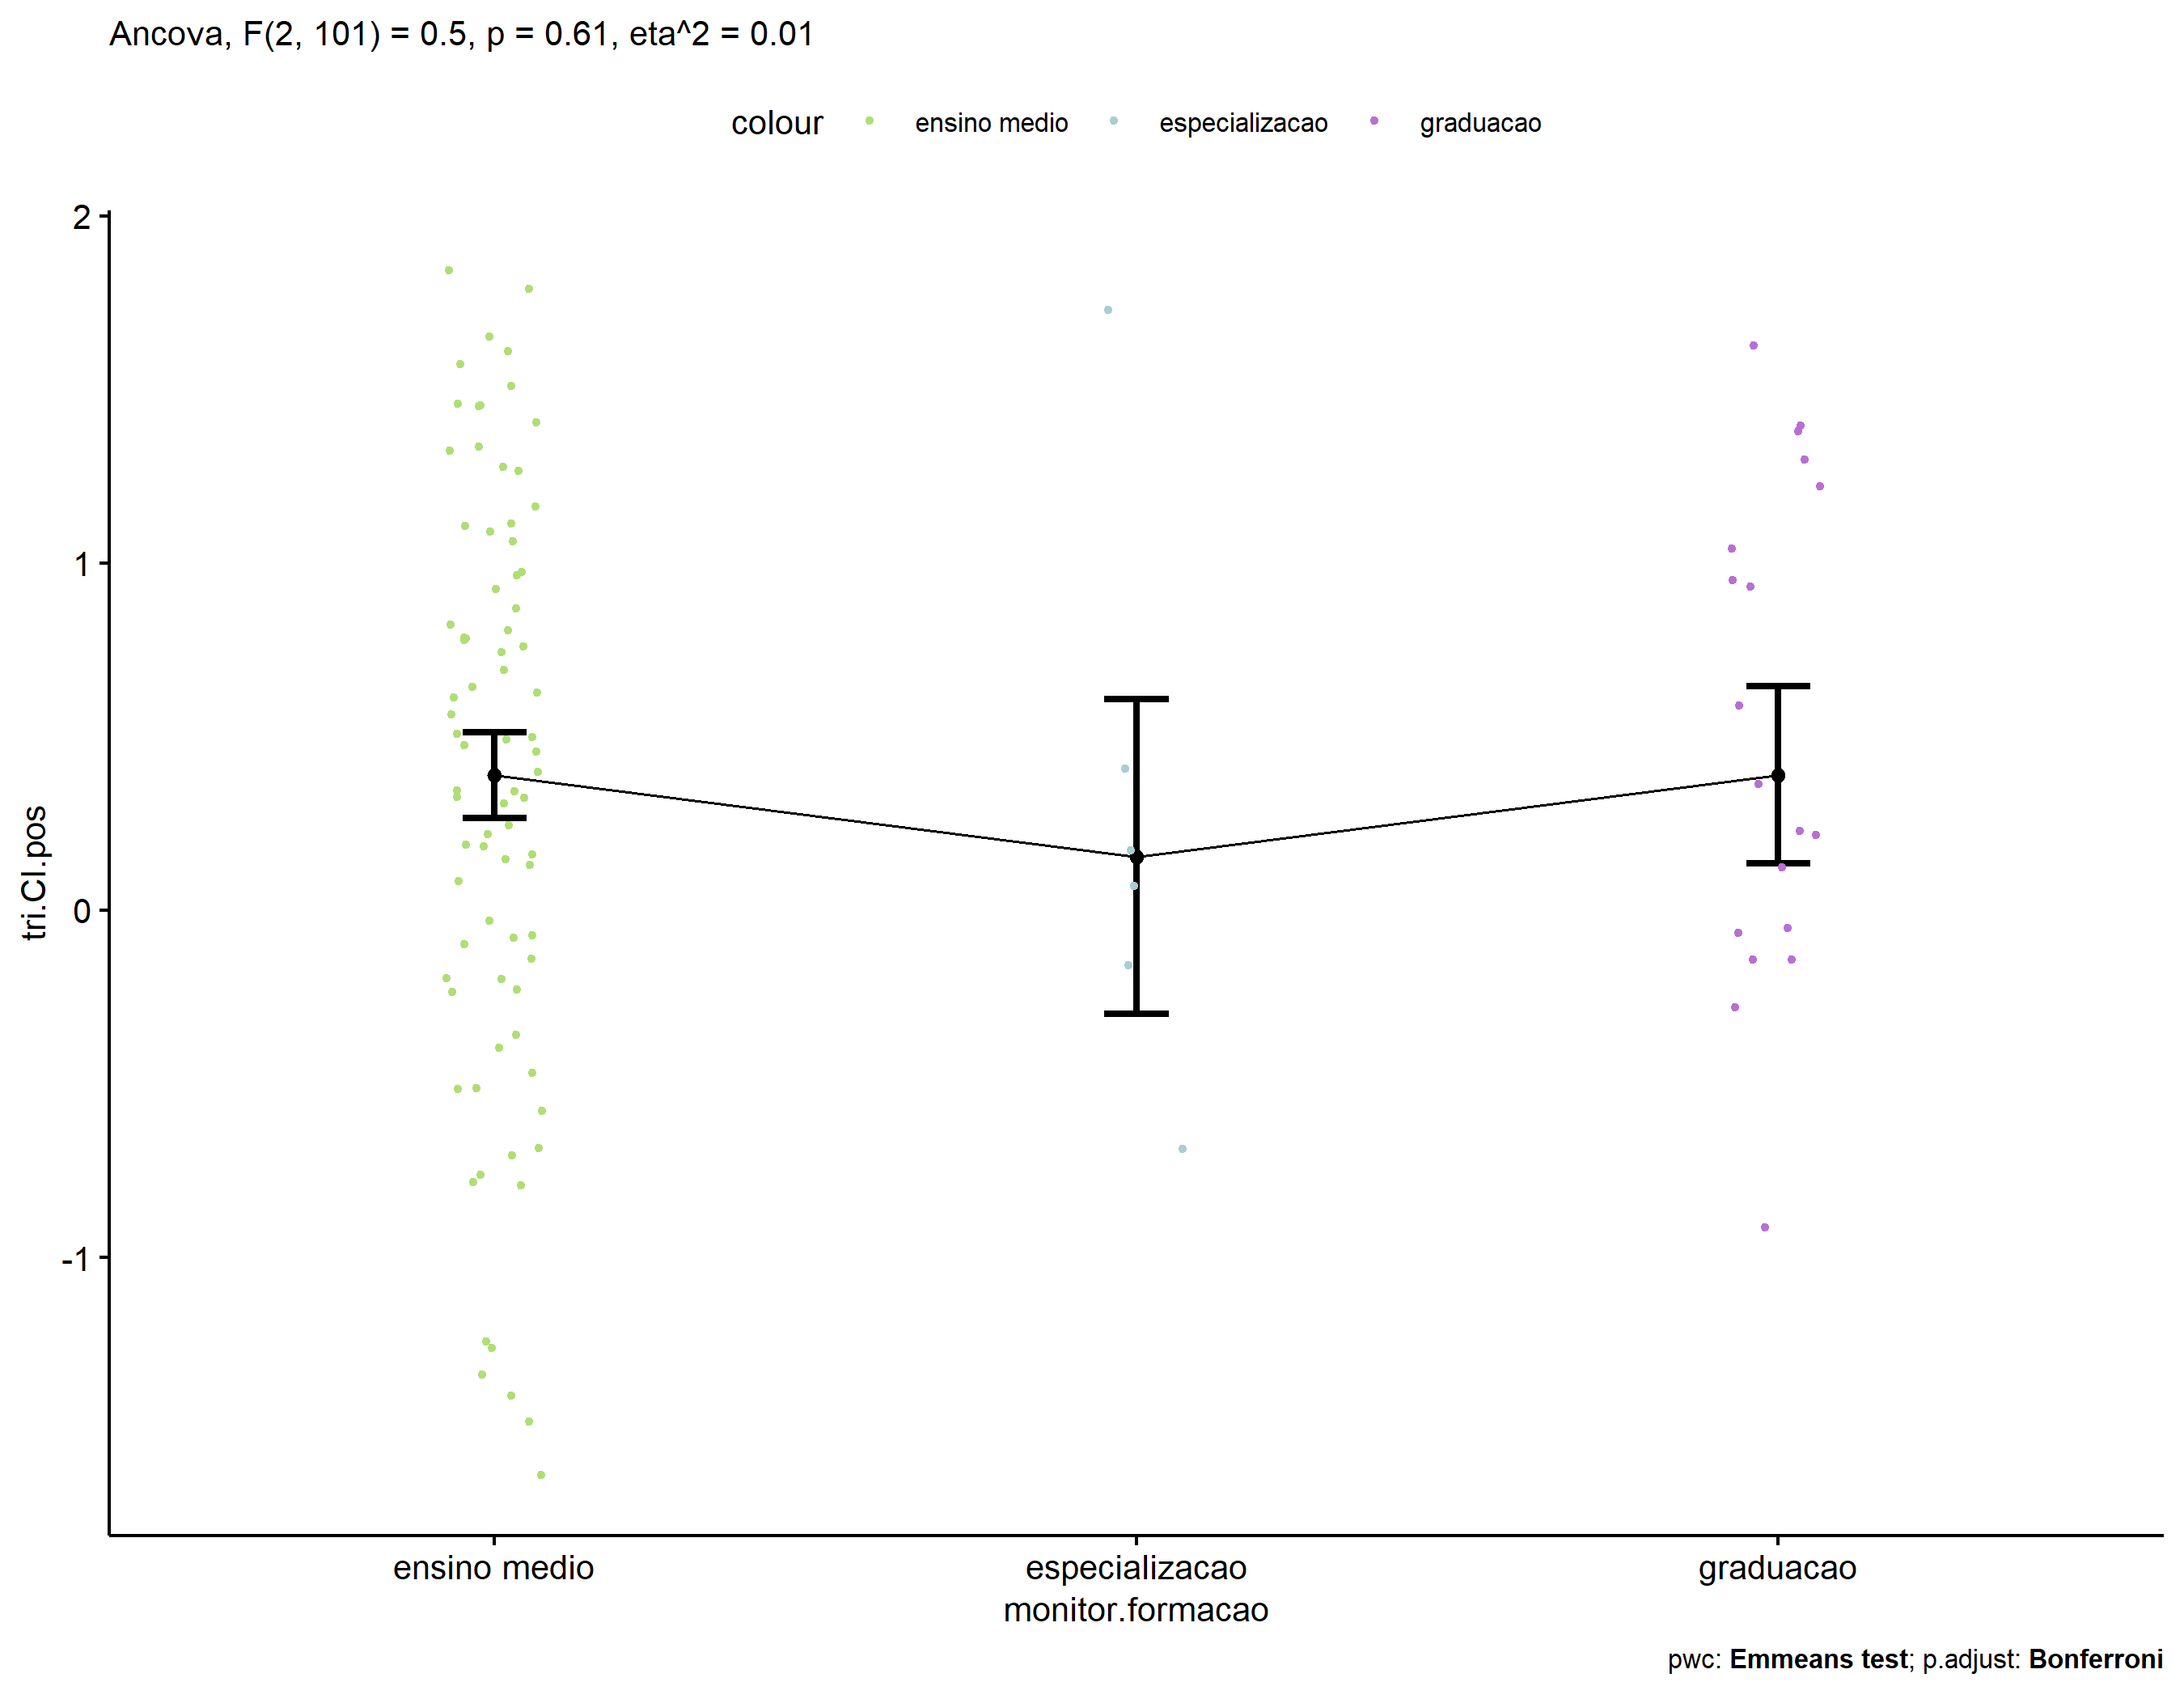 Ancova, F(2, 101) = 0.5, p = 0.61, eta^2 = 0.01
colour ensino medio especializacao graduacao
2
1
0
-1
tri.CI.pos
ensino medio especializacao graduacao
monitor.formacao
pwc: Emmeans test; p.adjust: Bonferroni